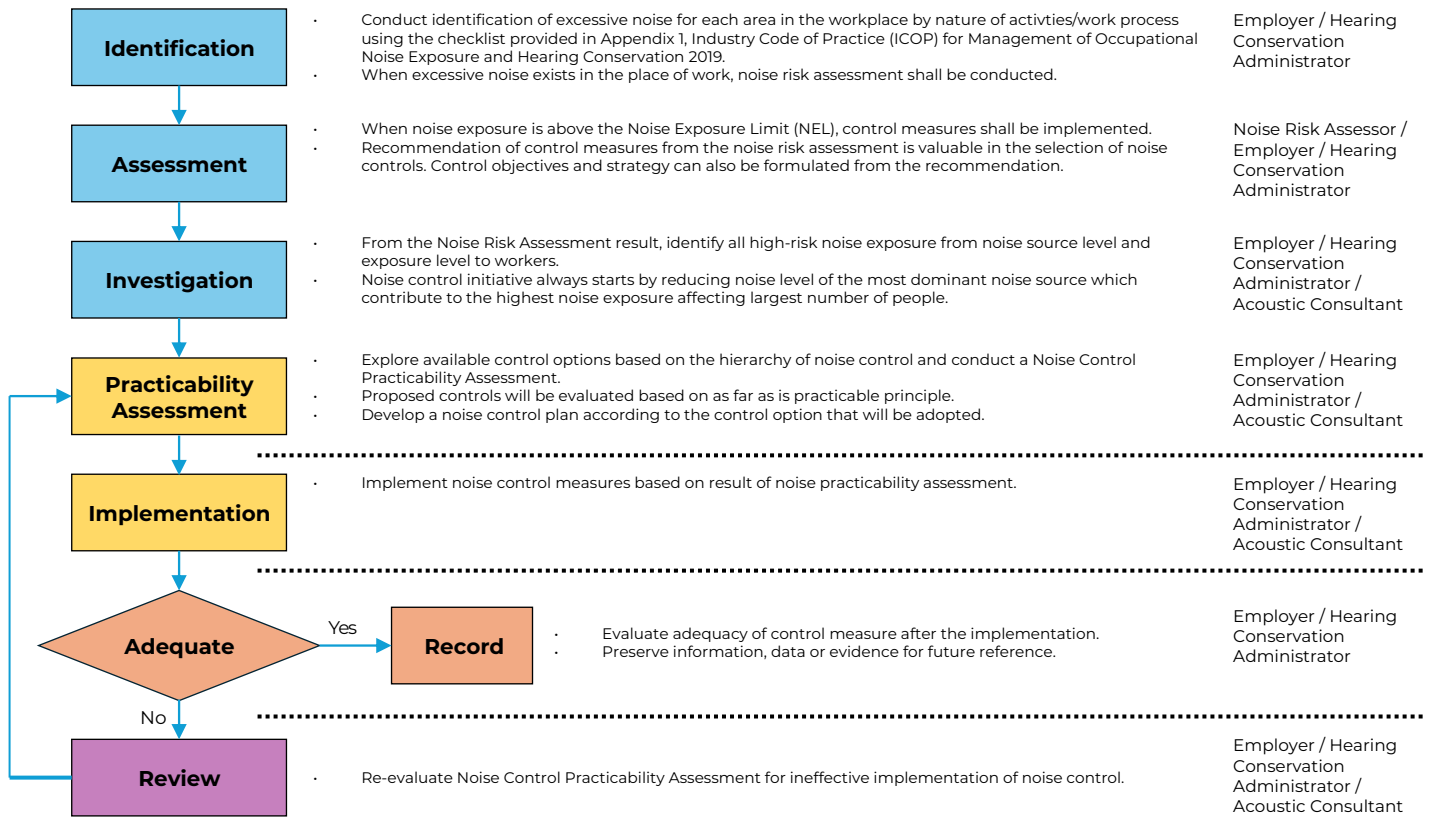 Identification
• Conduct identification of excessive noise for each area in the workplace by nature of activties/work process
using the checklist provided in Appendix 1, Industry Code of Practice (ICOP) for Management of Occupational
Noise Exposure and Hearing Conservation 2019.
• When excessive noise exists in the place of work, noise risk assessment shall be conducted.
Employer / Hearing
Conservation
Administrator
Assessment
• When noise exposure is above the Noise Exposure Limit (NEL), control measures shall be implemented.
• Recommendation of control measures from the noise risk assessment is valuable in the selection of noise
controls. Control objectives and strategy can also be formulated from the recommendation.
Noise Risk Assessor /
Employer / Hearing
Conservation
Administrator
Investigation
• From the Noise Risk Assessment result, identify all high-risk noise exposure from noise source level and
exposure level to workers.
• Noise control initiative always starts by reducing noise level of the most dominant noise source which
contribute to the highest noise exposure affecting largest number of people.
Employer / Hearing
Conservation
Administrator /
Acoustic Consultant
Practicability
Assessment
• Explore available control options based on the hierarchy of noise control and conduct a Noise Control
Practicability Assessment.
• Proposed controls will be evaluated based on as far as is practicable principle.
• Develop a noise control plan according to the control option that will be adopted.
Employer / Hearing
Conservation
Administrator /
Acoustic Consultant
Implementation
• Implement noise control measures based on result of noise practicability assessment.
Employer / Hearing
Conservation
Administrator /
Acoustic Consultant
Adequate
Yes
Record
• Evaluate adequacy of control measure after the implementation.
• Preserve information, data or evidence for future reference.
Employer / Hearing
Conservation
Administrator
No
Review
• Re-evaluate Noise Control Practicability Assessment for ineffective implementation of noise control.
Employer / Hearing
Conservation
Administrator /
Acoustic Consultant